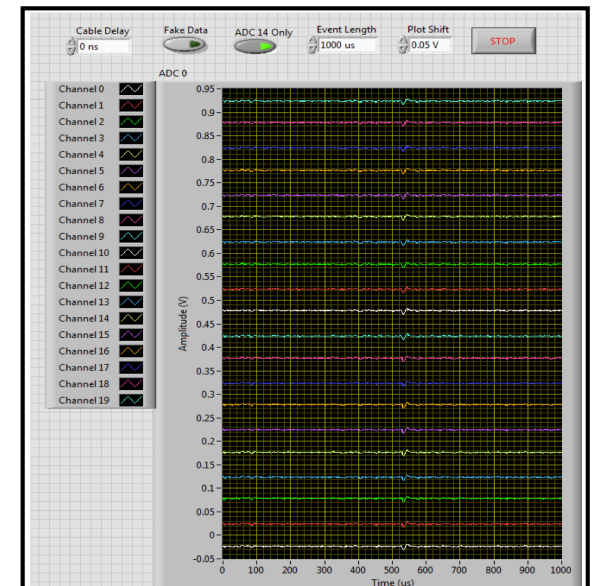 Cable Delay
0 ns
Fake Data
ADC 14 Only
Event Length
1000 us
Plot Shift
0.05 V
STOP
ADC 0
Channel 0
Channel 1
Channel 2
Channel 3
Channel 4
Channel 5
Channel 6
Channel 7
Channel 8
Channel 9
Channel 10
Channel 11
Channel 12
Channel 13
Channel 14
Channel 15
Channel 16
Channel 17
Channel 18
Channel 19
Amplitude (V)
0.95
0.9
0.85
0.8
0.75
0.7
0.65
0.6
0.55
0.5
0.45
0.4
0.35
0.3
0.25
0.2
0.15
0.1
0.05
0
-0.05
0 100 200 300 400 500 600 700 800 900 1000
Time (us)